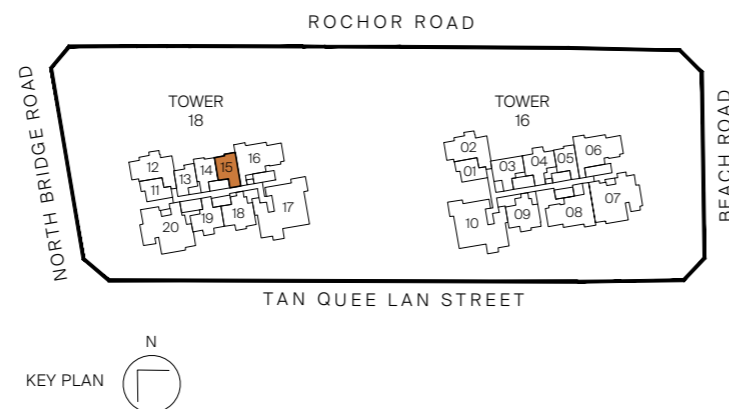 ROCHOR ROAD
NORTH BRIDGE ROAD
BEACH ROAD
TOWER
18
12
11
13
14
15
16
20
19
18
17
TOWER
16
02
01
03
04
05
06
10
09
08
07
TAN QUEE LAN STREET
N
KEY PLAN